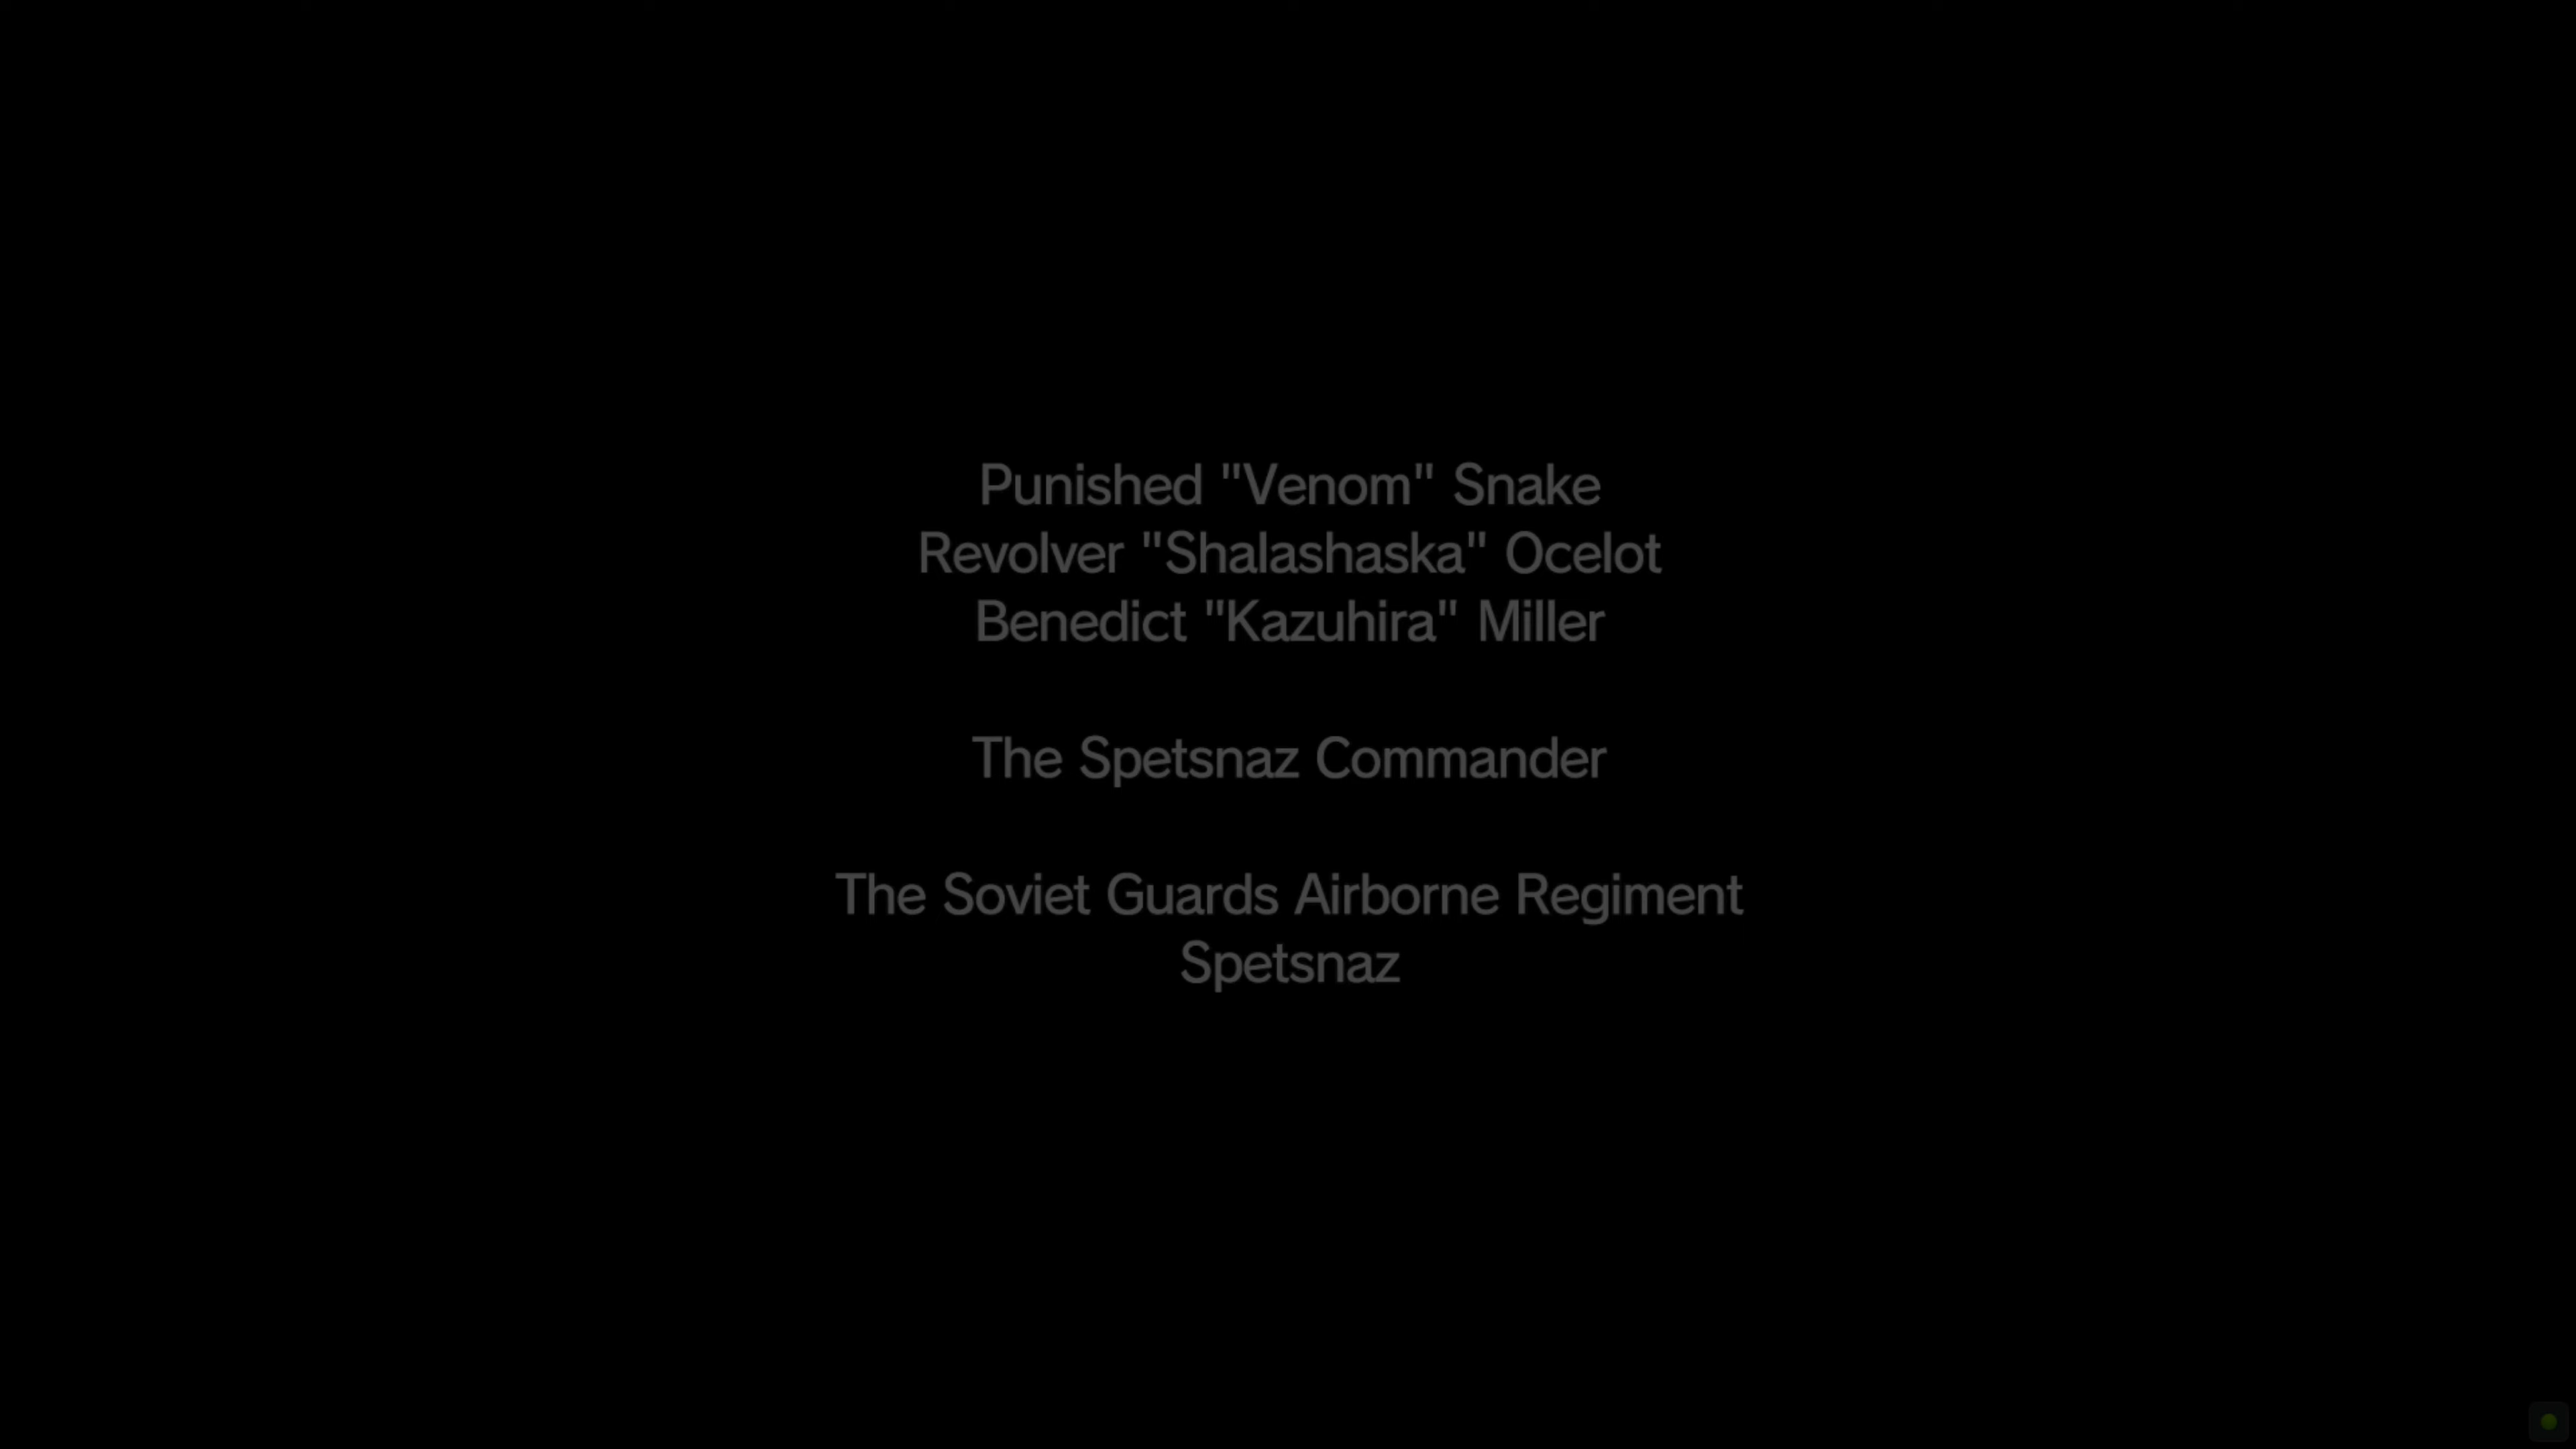 Punished "Venom" Snake
Revolver "Shalashaska" Ocelot
Benedict "Kazuhira" Miller
The Spetsnaz Commander
The Soviet Guards Airborne Regiment
Spetsnaz